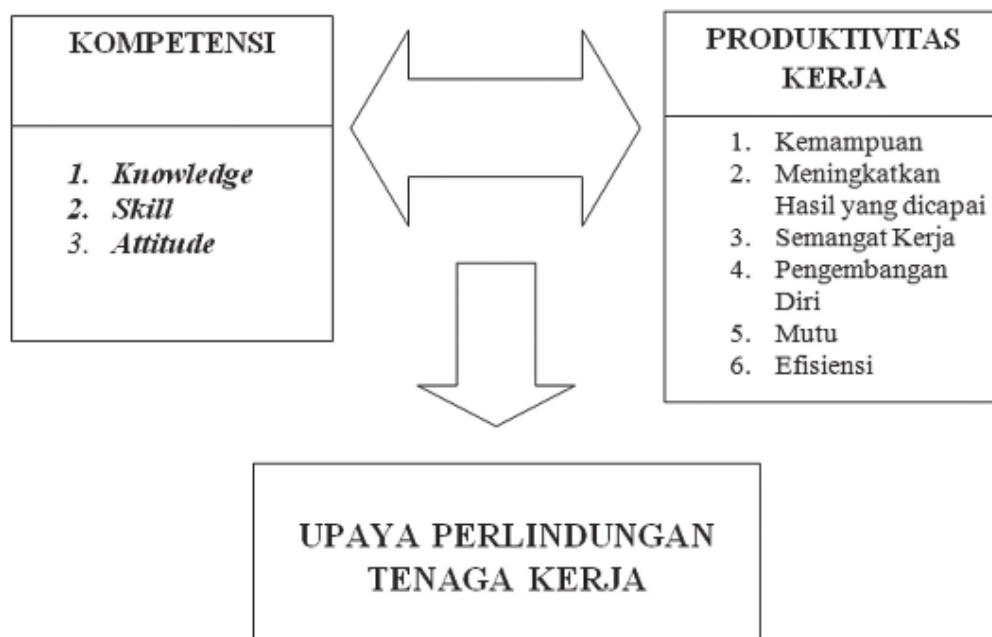 KOMPETENSI
1. Knowledge
2. Skill
3. Attitude
PRODUKTIVITAS
KERJA
1. Kemampuan
2. Meningkatkan
Hasil yang dicapai
3. Semangat Kerja
4. Pengembangan
Diri
5. Mutu
6. Efisiensi
UPAYA PERLINDUNGAN
TENAGA KERJA